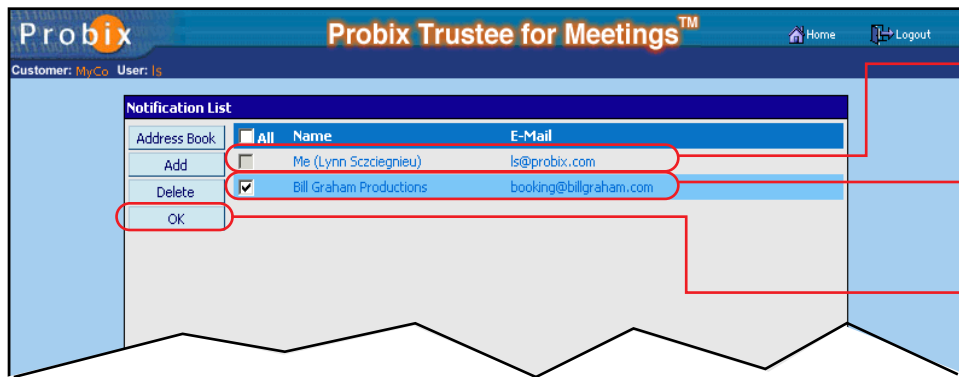 Probix
Probix Trustee for Meetings™
Home
Logout
Customer: MyCo User: ls
Notification List
Address Book
All Name E-Mail
Add
Me (Lynn Sczciegnieu) ls@probix.com
Delete
Bill Graham Productions booking@billgraham.com
OK